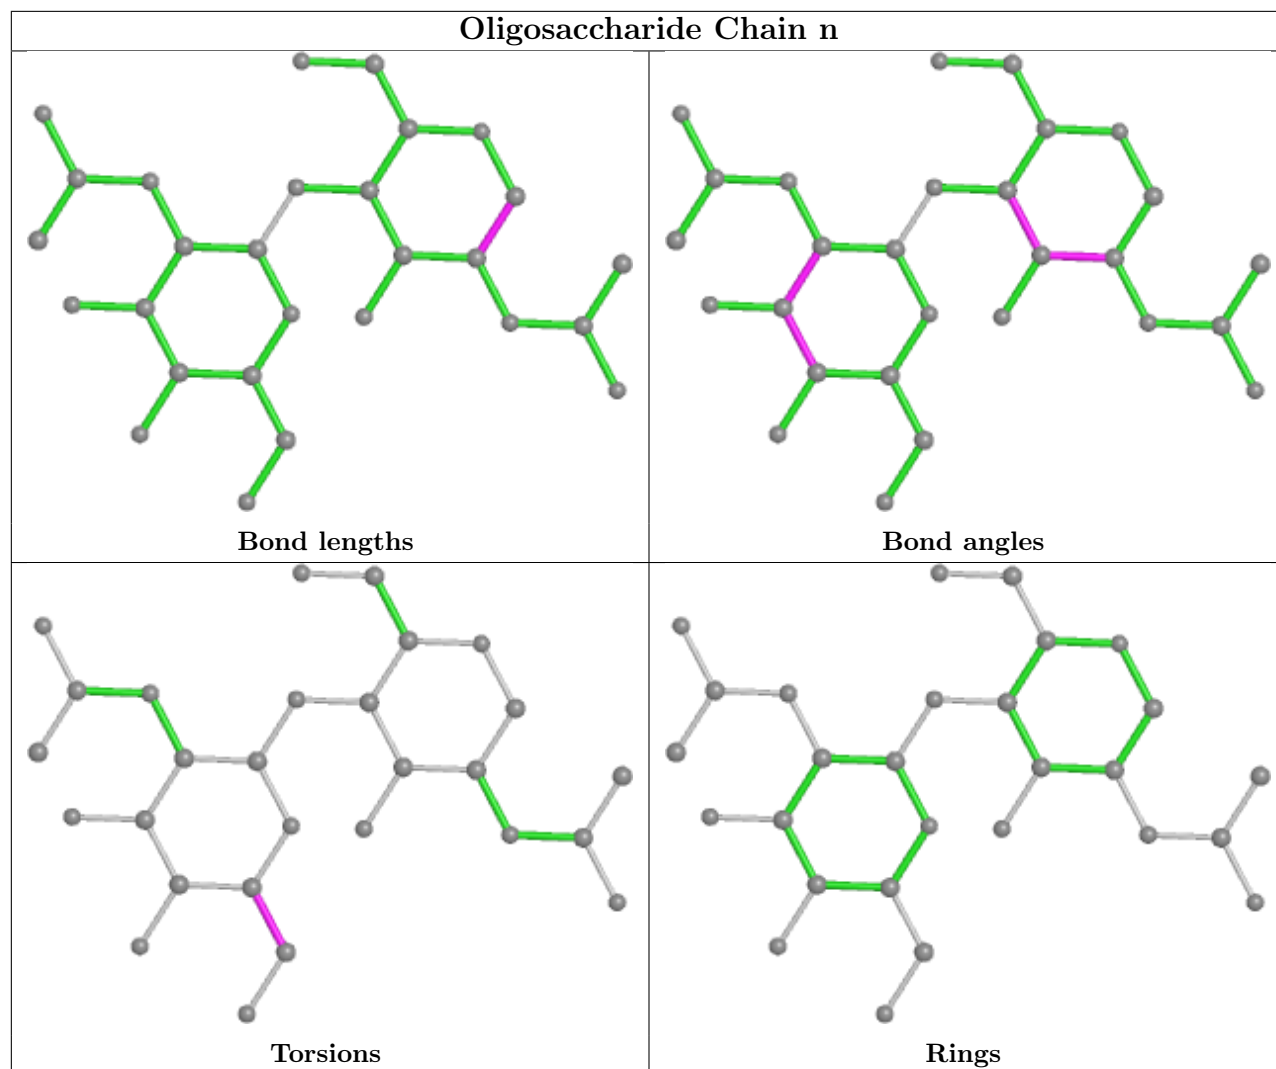 Oligosaccharide Chain n
Bond lengths
Bond angles
Torsions
Rings